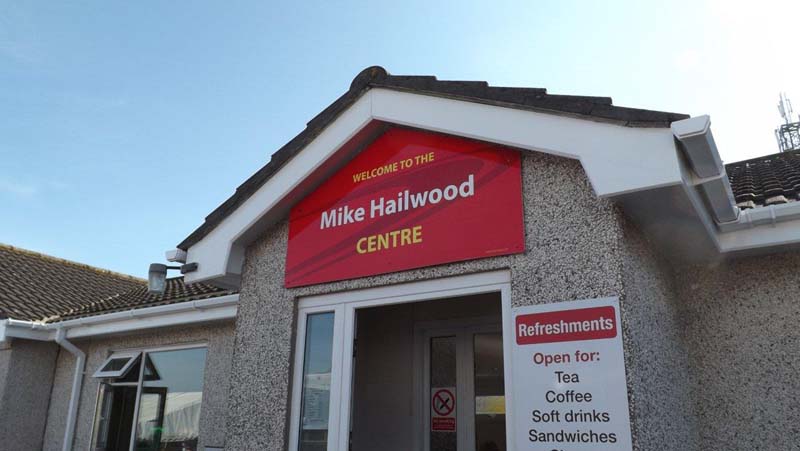 WELCOME TO THE
Mike Hailwood
CENTRE
Refreshments
Open for:
Tea
Coffee
Soft drinks
Sandwiches